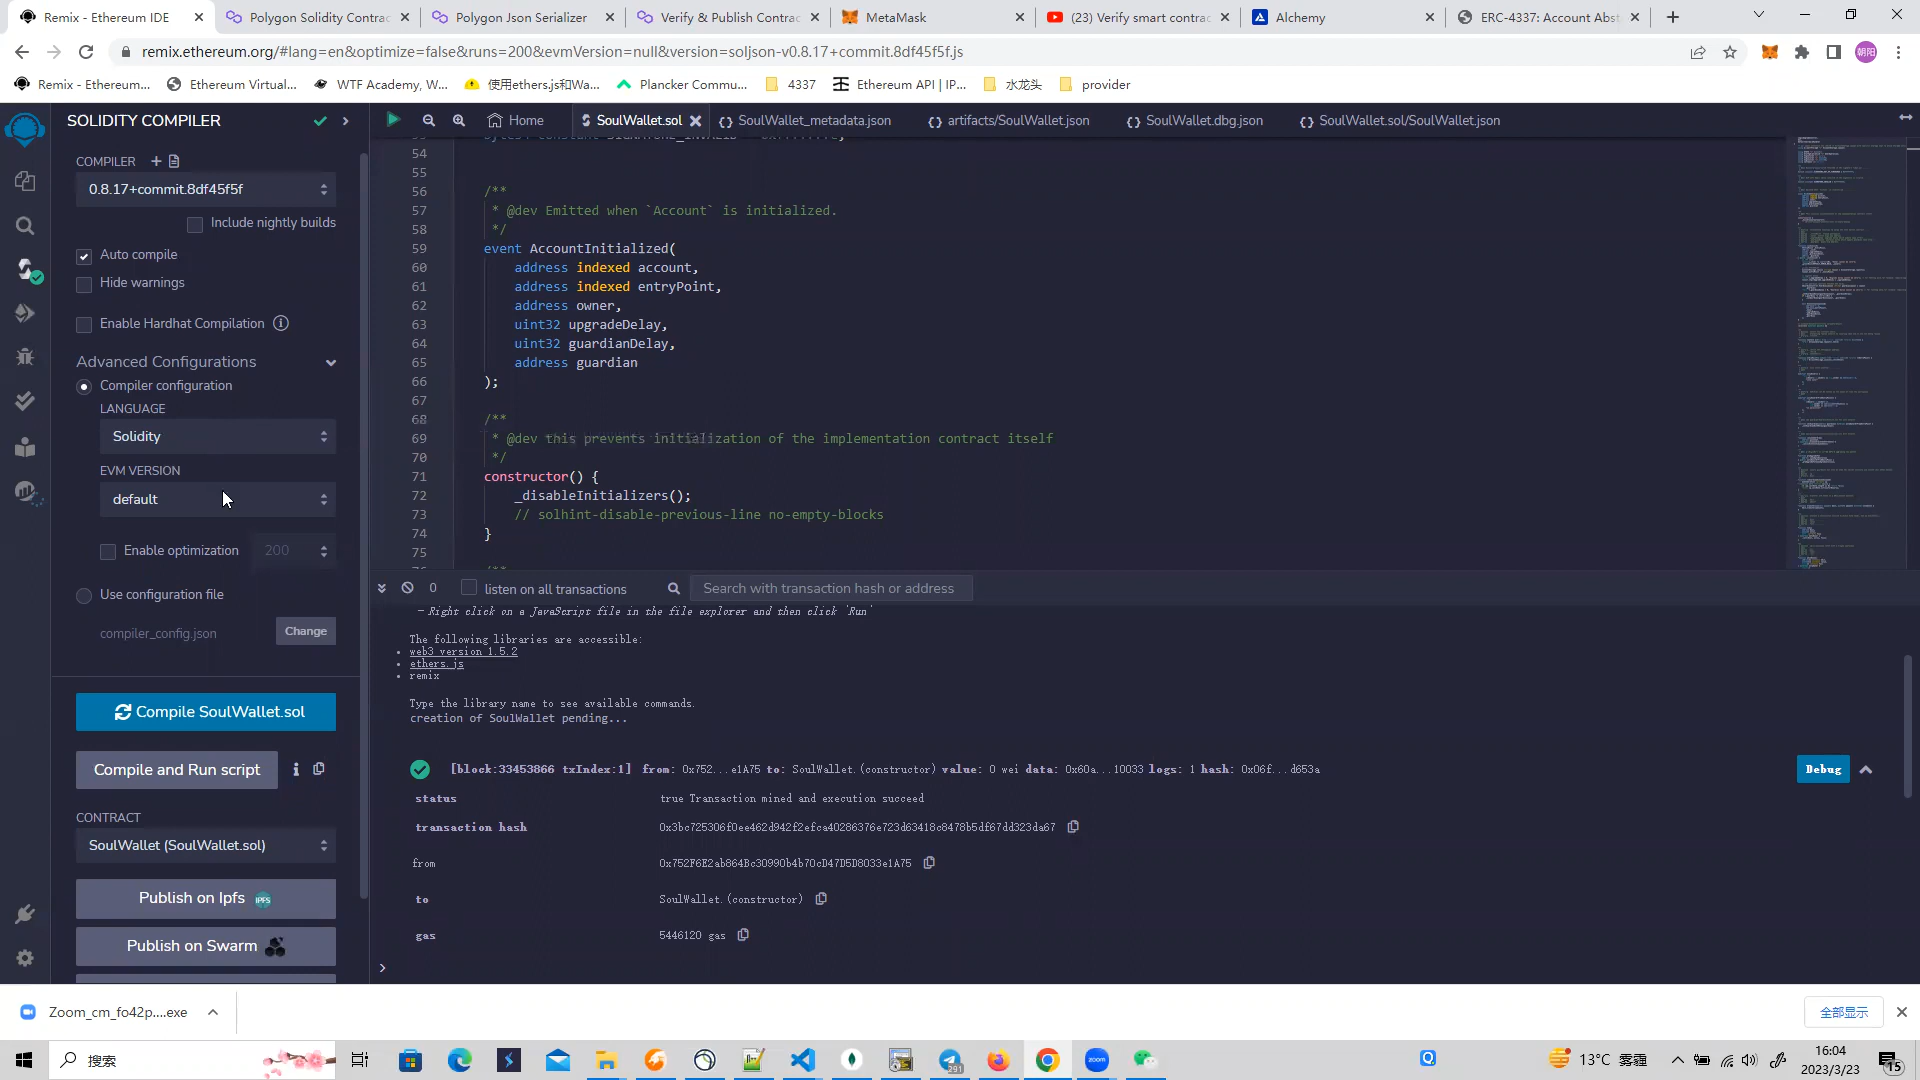 Remix - Ethereum IDE
Polygon Solidity Contrac
Polygon Json Serializer
Verify & Publish Contrac
MetaMask
(23) Verify smart contrac
Alchemy
ERC-4337: Account Abst
remix.ethereum.org/#lang=en&optimize=false&runs=200&evmVersion=null&version=soljson-v0.8.17+commit.8df45f5f.js
Remix - Ethereum...
Ethereum Virtual...
WTF Academy, W...
使用ethers.js和Wa...
Plancker Commu...
4337
Ethereum API | IP...
水龙头
provider
SOLIDITY COMPILER
COMPILER
0.8.17+commit.8df45f5f
Include nightly builds
Auto compile
Hide warnings
Enable Hardhat Compilation
Advanced Configurations
Compiler configuration
LANGUAGE
Solidity
EVM VERSION
default
Enable optimization
200
Use configuration file
compiler_config.json
Change
Compile SoulWallet.sol
Compile and Run script
CONTRACT
SoulWallet (SoulWallet.sol)
Publish on Ipfs
IPFS
Publish on Swarm
Home
SoulWallet.sol
SoulWallet_metadata.json
artifacts/SoulWallet.json
SoulWallet.dbg.json
SoulWallet.sol/SoulWallet.json
54
55
56 /**
57 * @dev Emitted when `Account` is initialized.
58 */
59 event AccountInitialized(
60 address indexed account,
61 address indexed entryPoint,
62 address owner,
63 uint32 upgradeDelay,
64 uint32 guardianDelay,
65 address guardian
66 );
67
68 /**
69 * @dev this prevents initialization of the implementation contract itself
70 */
71 constructor() {
72 _disableInitializers();
73 // solhint-disable-previous-line no-empty-blocks
74 }
75
0
listen on all transactions
Search with transaction hash or address
- Right click on a JavaScript file in the file explorer and then click `Run`
The following libraries are accessible:
web3 version 1.5.2
ethers.js
remix
Type the library name to see available commands.
creation of SoulWallet pending...
[block:33453866 txIndex:1] from: 0x752...e1A75 to: SoulWallet.(constructor) value: 0 wei data: 0x60a...10033 logs: 1 hash: 0x06f...d653a
Debug
status true Transaction mined and execution succeed
transaction hash 0x3bc725306f0ee462d942f2efca40286376e723d63418c8478b5df67dd323da67
from 0x752F6E2ab864Bc30990b4b70cD47D5D8033e1A75
to SoulWallet.(constructor)
gas 5446120 gas
>
Zoom_cm_fo42p....exe
全部显示
搜索
291
zoom
13°C 雾霾
16:04
2023/3/23
15